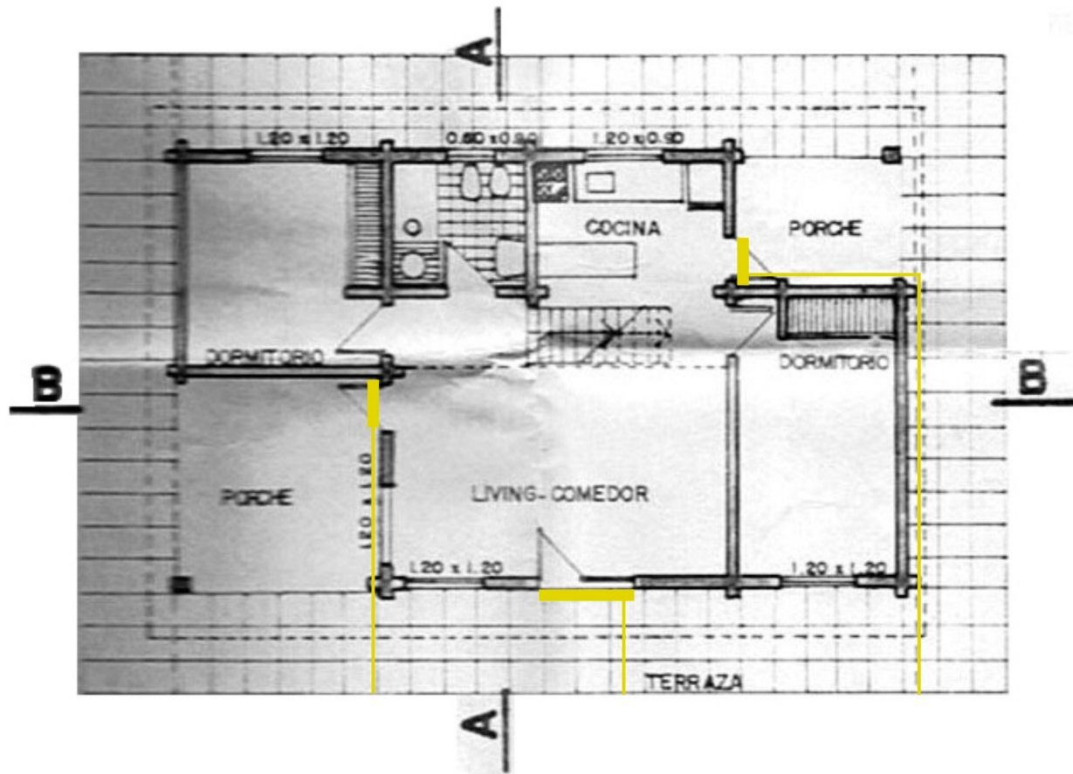 A
1.20 x 1.20
0.60 x 0.80
1.20 x 0.90
COCINA
PORCHE
DORMITORIO
DORMITORIO
B
B
1.20 x 1.20
PORCHE
LIVING-COMEDOR
1.20 x 1.20
1.20 x 1.20
TERRAZA
A